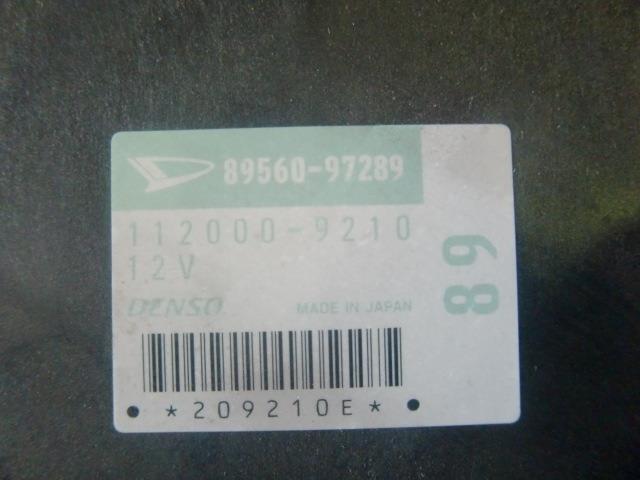 89560-97289
112000-9210
12V
DENSO MADE IN JAPAN
89
*209210E*